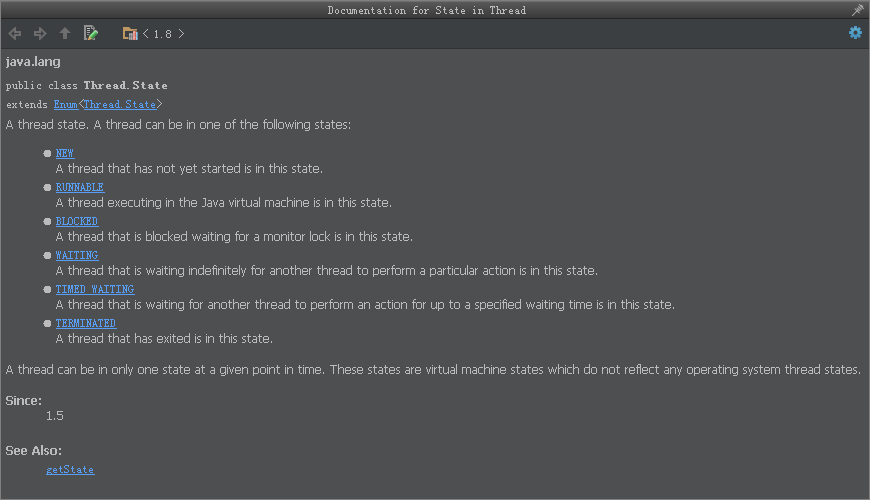 Documentation for State in Thread
< 1.8 >
java.lang
public class Thread.State
extends Enum<Thread.State>
A thread state. A thread can be in one of the following states:
NEW
A thread that has not yet started is in this state.
RUNNABLE
A thread executing in the Java virtual machine is in this state.
BLOCKED
A thread that is blocked waiting for a monitor lock is in this state.
WAITING
A thread that is waiting indefinitely for another thread to perform a particular action is in this state.
TIMED_WAITING
A thread that is waiting for another thread to perform an action for up to a specified waiting time is in this state.
TERMINATED
A thread that has exited is in this state.
A thread can be in only one state at a given point in time. These states are virtual machine states which do not reflect any operating system thread states.
Since:
1.5
See Also:
getState